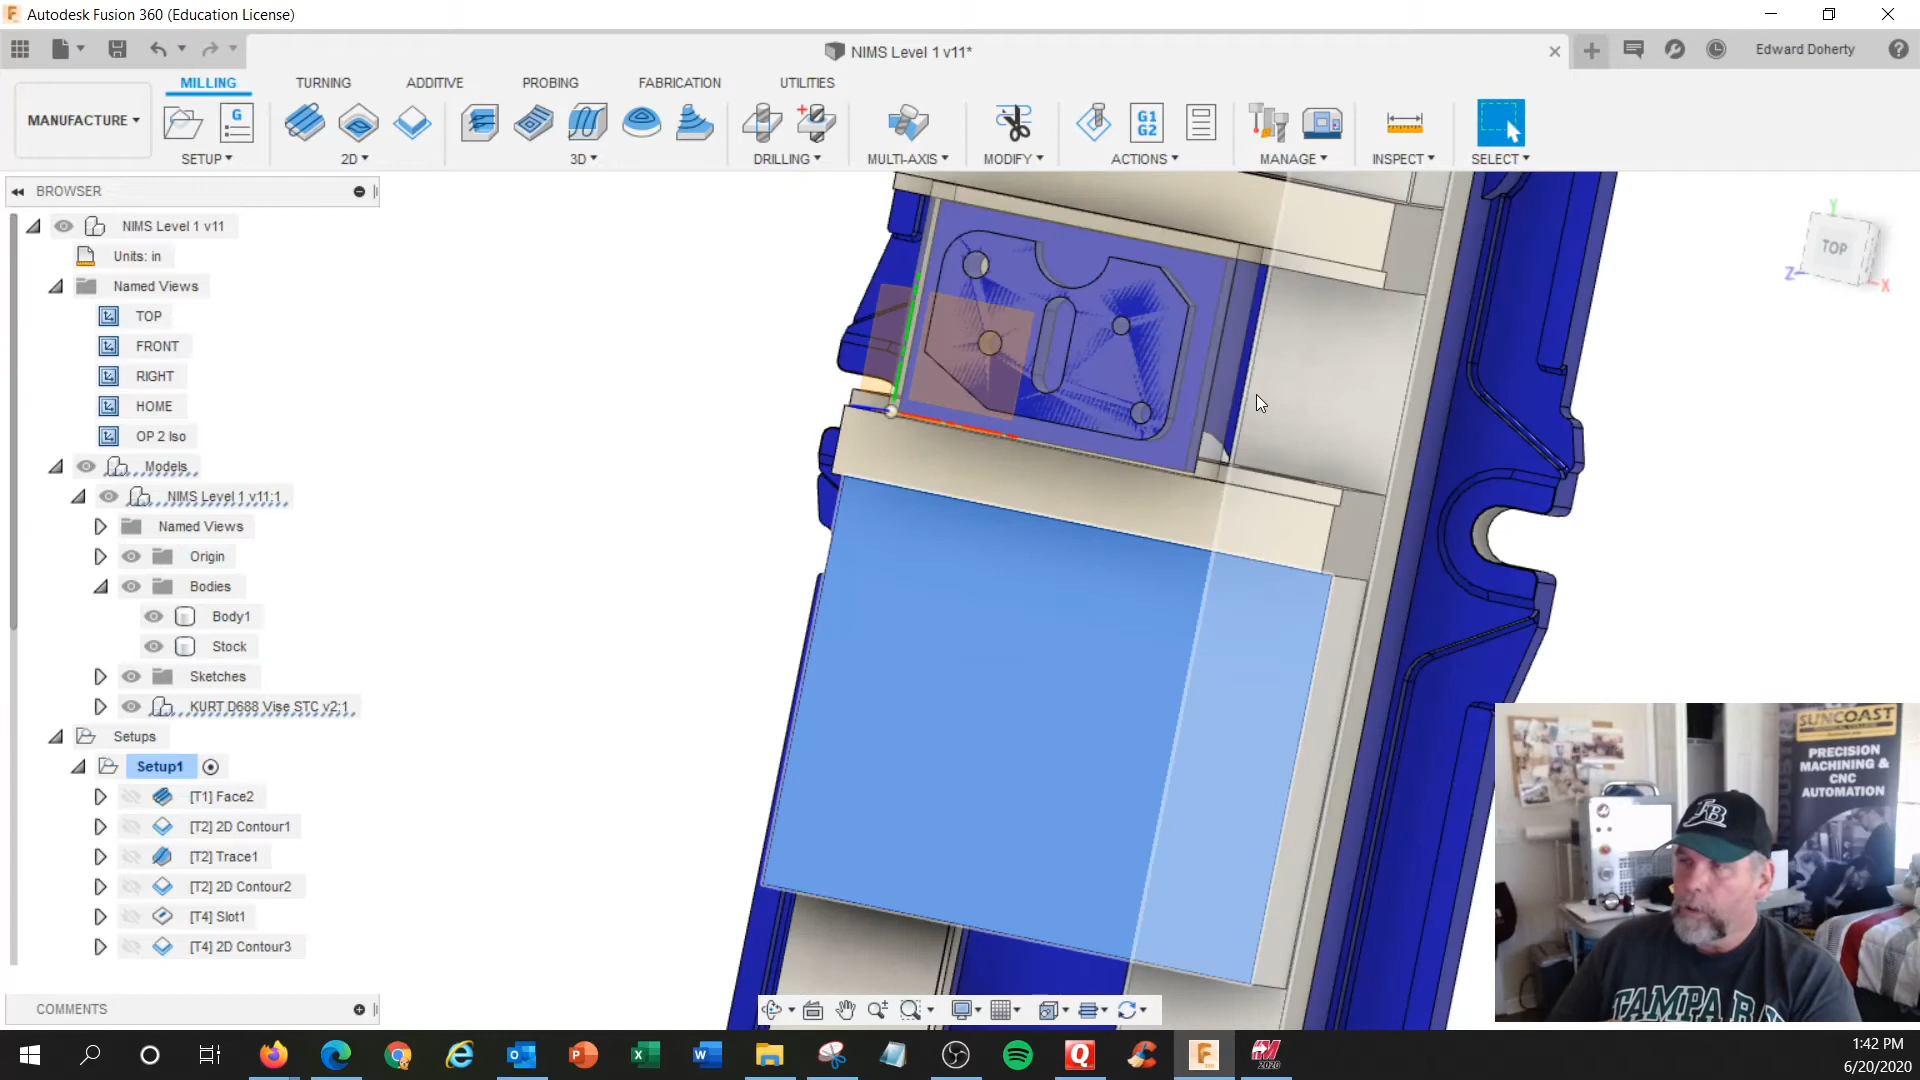 Autodesk Fusion 360 (Education License)
NIMS Level 1 v11*
Edward Doherty
MANUFACTURE
MILLING TURNING ADDITIVE PROBING FABRICATION UTILITIES
G
G1
G2
SETUP 2D 3D DRILLING MULTI-AXIS MODIFY ACTIONS MANAGE INSPECT SELECT
BROWSER
NIMS Level 1 v11
Units: in
Named Views
TOP
FRONT
RIGHT
HOME
OP 2 Iso
Models
NIMS Level 1 v11:1
Named Views
Origin
Bodies
Body1
Stock
Sketches
KURT D688 Vise STC v2:1
Setups
Setup1
[T1] Face2
[T2] 2D Contour1
[T2] Trace1
[T2] 2D Contour2
[T4] Slot1
[T4] 2D Contour3
COMMENTS
Y
TOP
Z
X
SUNCOAST
PRECISION
MACHINING &
CNC
AUTOMATION
TB
TAMPA BA
1:42 PM
6/20/2020
2020